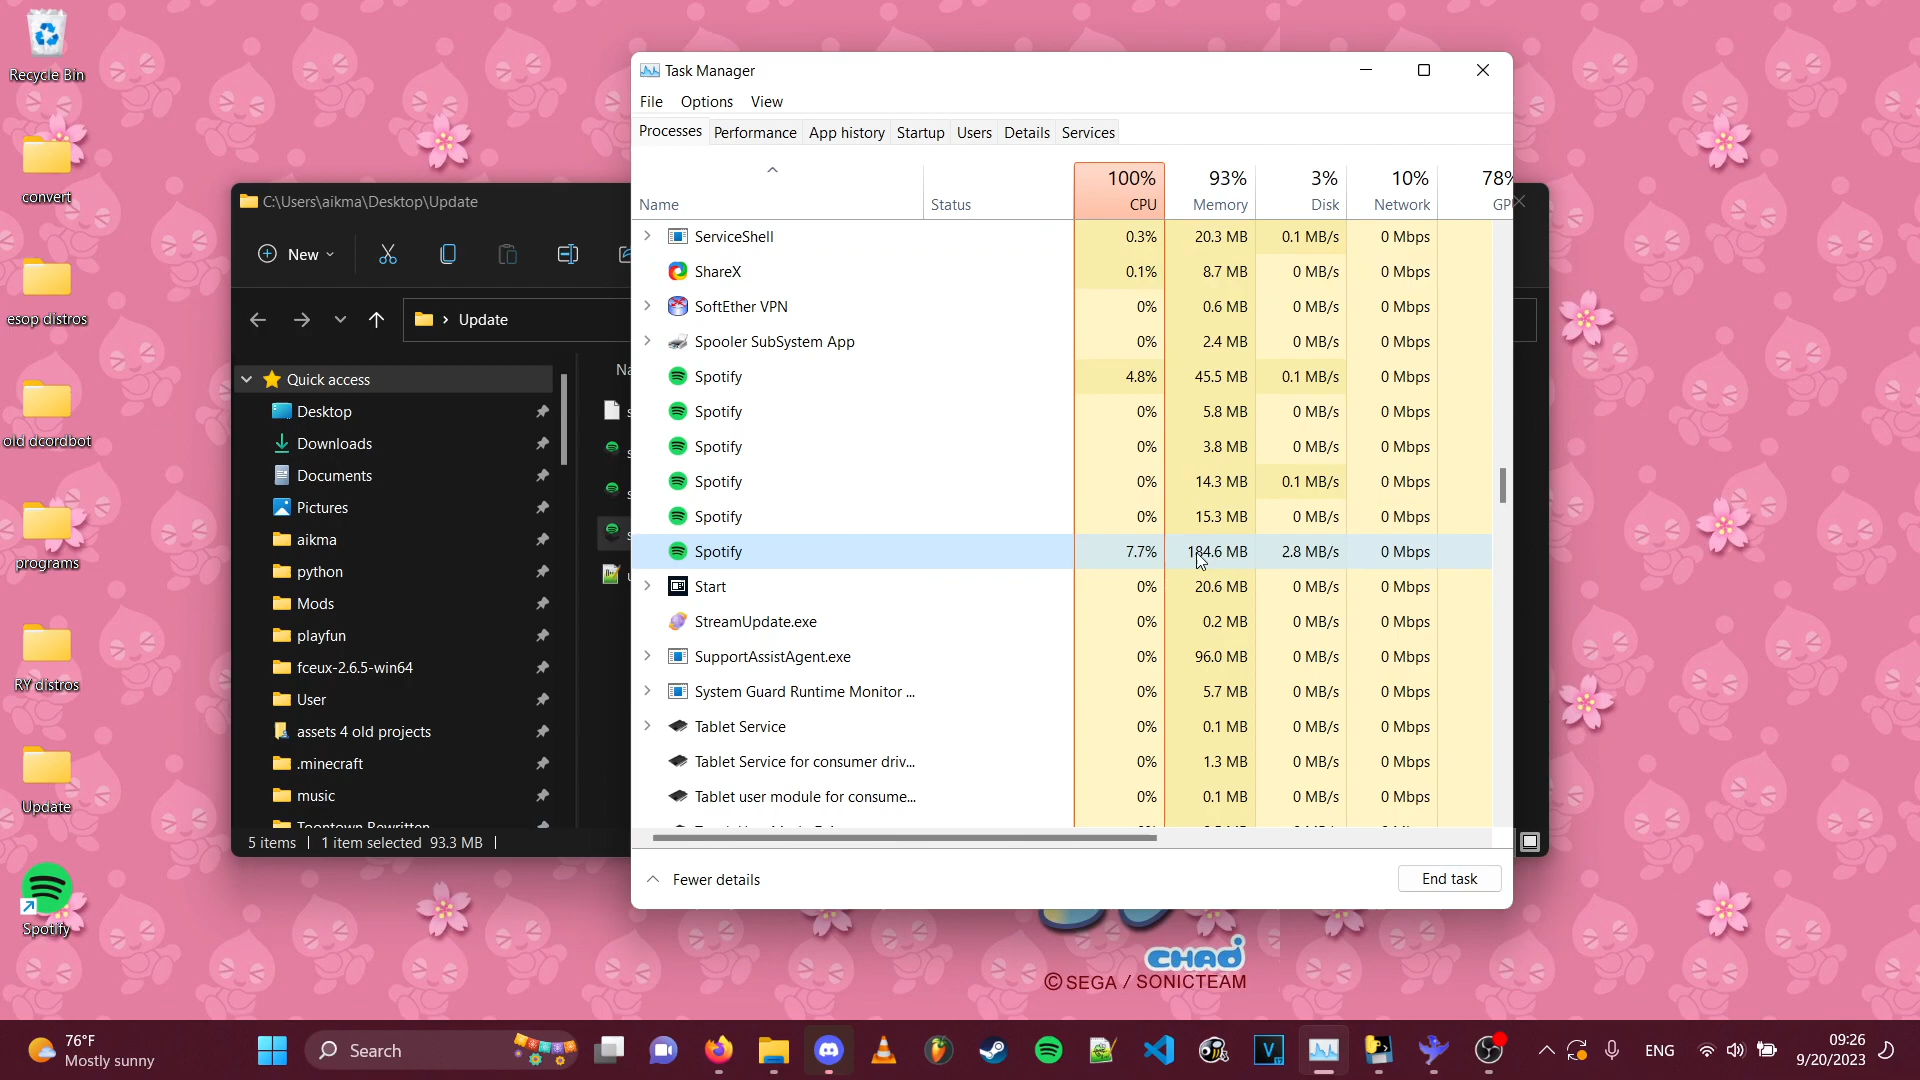 Recycle Bin
convert
esop distros
old dcordbot
programs
RY distros
Update
Spotify
C:\Users\aikma\Desktop\Update
New
Update
Quick access
Desktop
Downloads
Documents
Pictures
aikma
python
Mods
playfun
fceux-2.6.5-win64
User
assets 4 old projects
.minecraft
music
Toontown Rewritten
5 items
1 item selected 93.3 MB
Task Manager
File Options View
Processes Performance App history Startup Users Details Services
100% 93% 3% 10% 78%
Name Status CPU Memory Disk Network GP
ServiceShell 0.3% 20.3 MB 0.1 MB/s 0 Mbps
ShareX 0.1% 8.7 MB 0 MB/s 0 Mbps
SoftEther VPN 0% 0.6 MB 0 MB/s 0 Mbps
Spooler SubSystem App 0% 2.4 MB 0 MB/s 0 Mbps
Spotify 4.8% 45.5 MB 0.1 MB/s 0 Mbps
Spotify 0% 5.8 MB 0 MB/s 0 Mbps
Spotify 0% 3.8 MB 0 MB/s 0 Mbps
Spotify 0% 14.3 MB 0.1 MB/s 0 Mbps
Spotify 0% 15.3 MB 0 MB/s 0 Mbps
Spotify 7.7% 184.6 MB 2.8 MB/s 0 Mbps
Start 0% 20.6 MB 0 MB/s 0 Mbps
StreamUpdate.exe 0% 0.2 MB 0 MB/s 0 Mbps
SupportAssistAgent.exe 0% 96.0 MB 0 MB/s 0 Mbps
System Guard Runtime Monitor ... 0% 5.7 MB 0 MB/s 0 Mbps
Tablet Service 0% 0.1 MB 0 MB/s 0 Mbps
Tablet Service for consumer driv... 0% 1.3 MB 0 MB/s 0 Mbps
Tablet user module for consume... 0% 0.1 MB 0 MB/s 0 Mbps
Fewer details
End task
CHAO
©SEGA / SONICTEAM
76°F
Mostly sunny
Search
ENG
09:26
9/20/2023